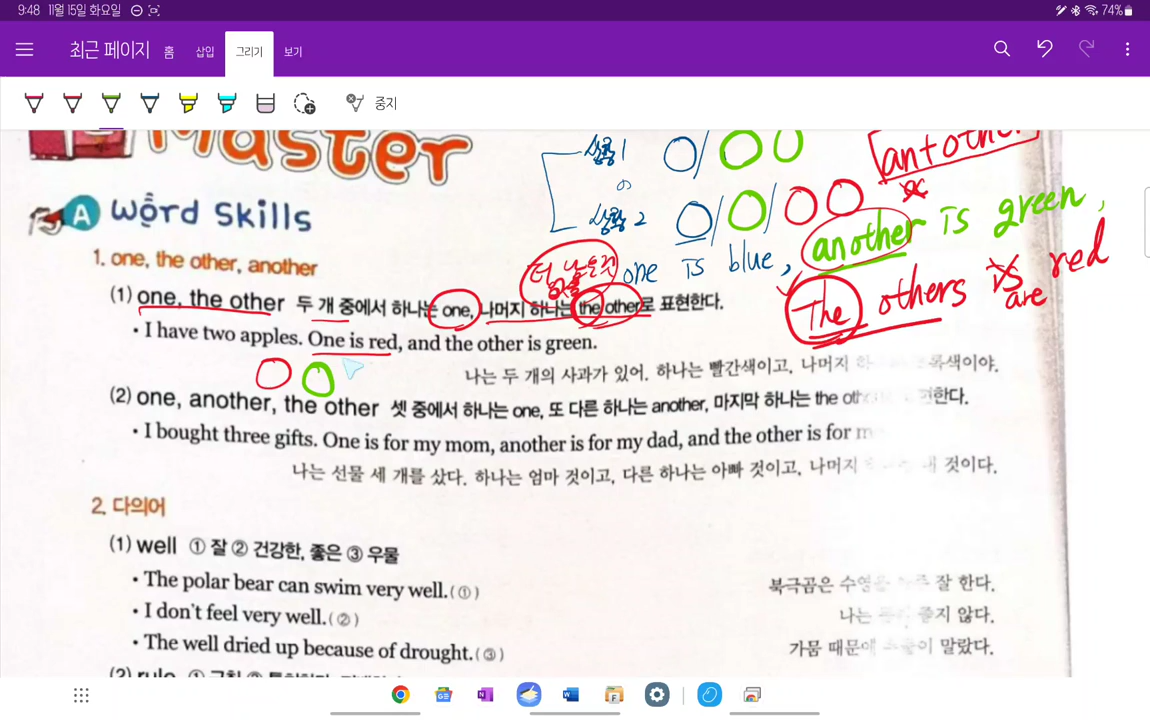 9:48 11월 15일 화요일 74%
최근 페이지 홈 삽입 그리기 보기
중지
Master
상황1
an+other
상황2
A Word Skills
another is green,
one is blue,
The others is are red
1. one, the other, another
(1) one, the other 두 개 중에서 하나는 one, 나머지 하나는 the other로 표현한다.
• I have two apples. One is red, and the other is green.
나는 두 개의 사과가 있어. 하나는 빨간색이고, 나머지
(2) one, another, the other 셋 중에서 하나는 one, 또 다른 하나는 another, 마지막 하나는 the
• I bought three gifts. One is for my mom, another is for my dad, and the other is for
나는 선물 세 개를 샀다. 하나는 엄마 것이고, 다른 하나는 아빠 것이고, 나머지 것이다.
2. 다의어
(1) well ① 잘 ② 건강한, 좋은 ③ 우물
• The polar bear can swim very well.(①)
북극곰은 수영을 잘 한다.
• I don't feel very well.(②)
나는 좋지 않다.
• The well dried up because of drought.(③)
가뭄 때문에 말랐다.
(2) rule